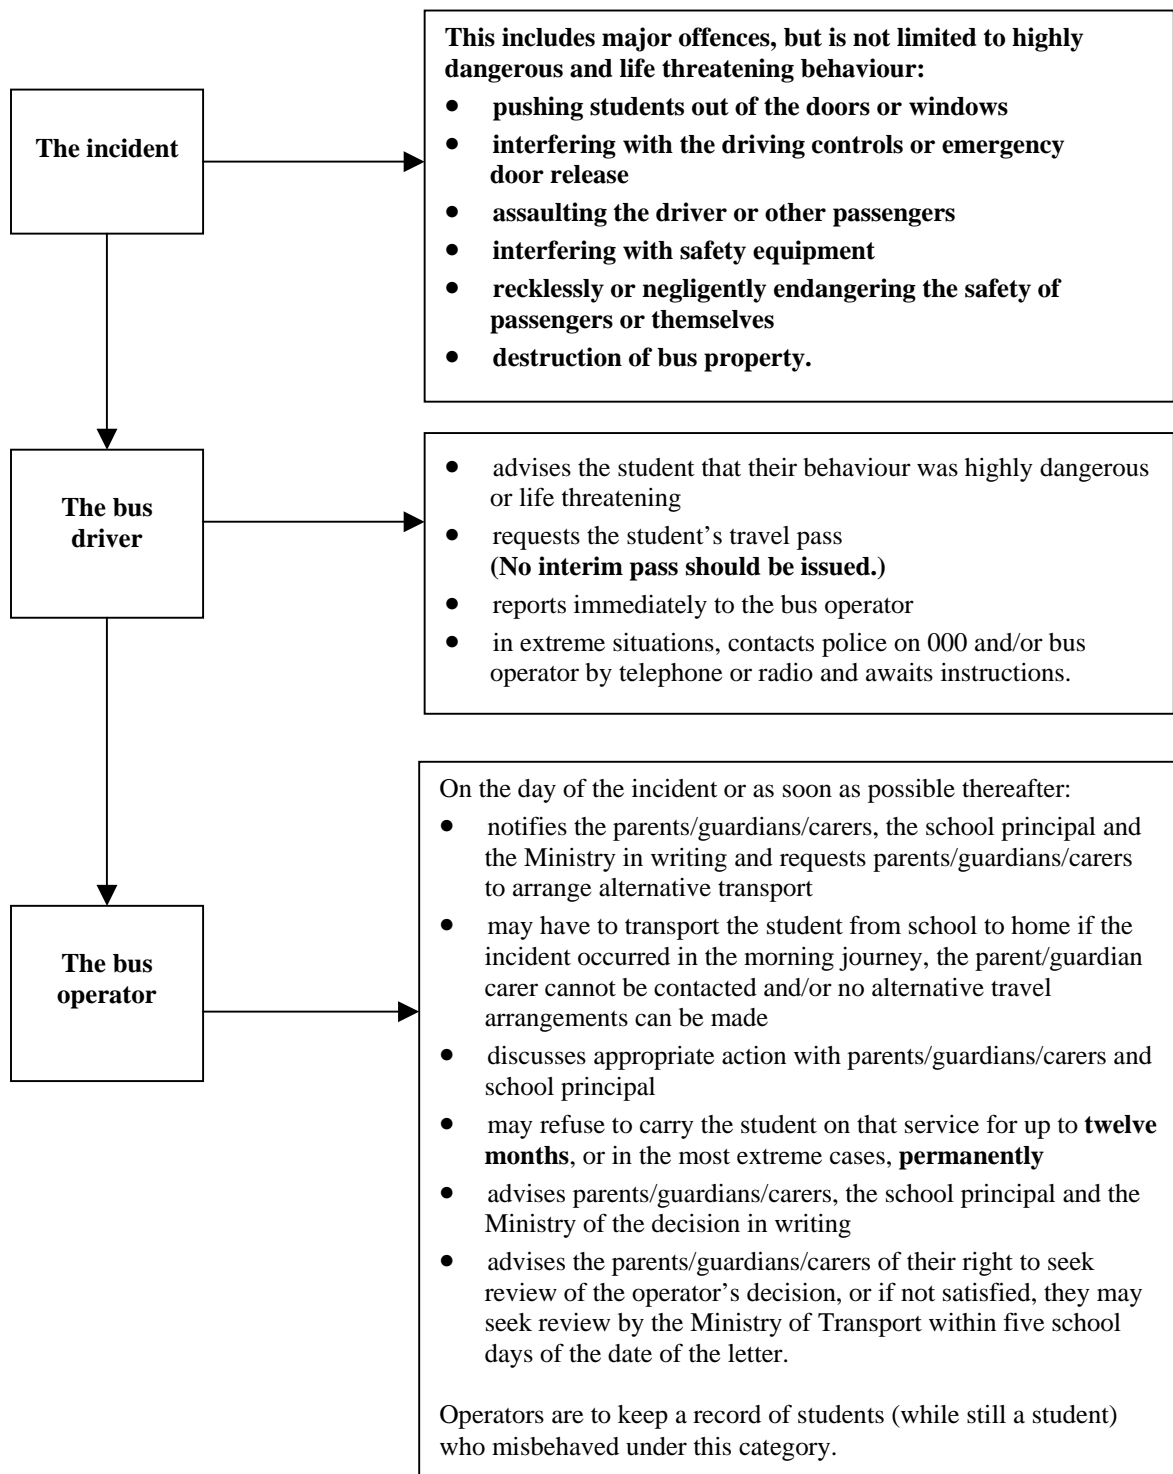 This includes major offences, but is not limited to highly
dangerous and life threatening behaviour:
• pushing students out of the doors or windows
The incident
• interfering with the driving controls or emergency
door release
• assaulting the driver or other passengers
• interfering with safety equipment
• recklessly or negligently endangering the safety of
passengers or themselves
• destruction of bus property.
The bus
driver
• advises the student that their behaviour was highly dangerous
or life threatening
• requests the student’s travel pass
(No interim pass should be issued.)
• reports immediately to the bus operator
• in extreme situations, contacts police on 000 and/or bus
operator by telephone or radio and awaits instructions.
The bus
operator
On the day of the incident or as soon as possible thereafter:
• notifies the parents/guardians/carers, the school principal and
the Ministry in writing and requests parents/guardians/carers
to arrange alternative transport
• may have to transport the student from school to home if the
incident occurred in the morning journey, the parent/guardian
carer cannot be contacted and/or no alternative travel
arrangements can be made
• discusses appropriate action with parents/guardians/carers and
school principal
• may refuse to carry the student on that service for up to twelve
months, or in the most extreme cases, permanently
• advises parents/guardians/carers, the school principal and the
Ministry of the decision in writing
• advises the parents/guardians/carers of their right to seek
review of the operator’s decision, or if not satisfied, they may
seek review by the Ministry of Transport within five school
days of the date of the letter.
Operators are to keep a record of students (while still a student)
who misbehaved under this category.